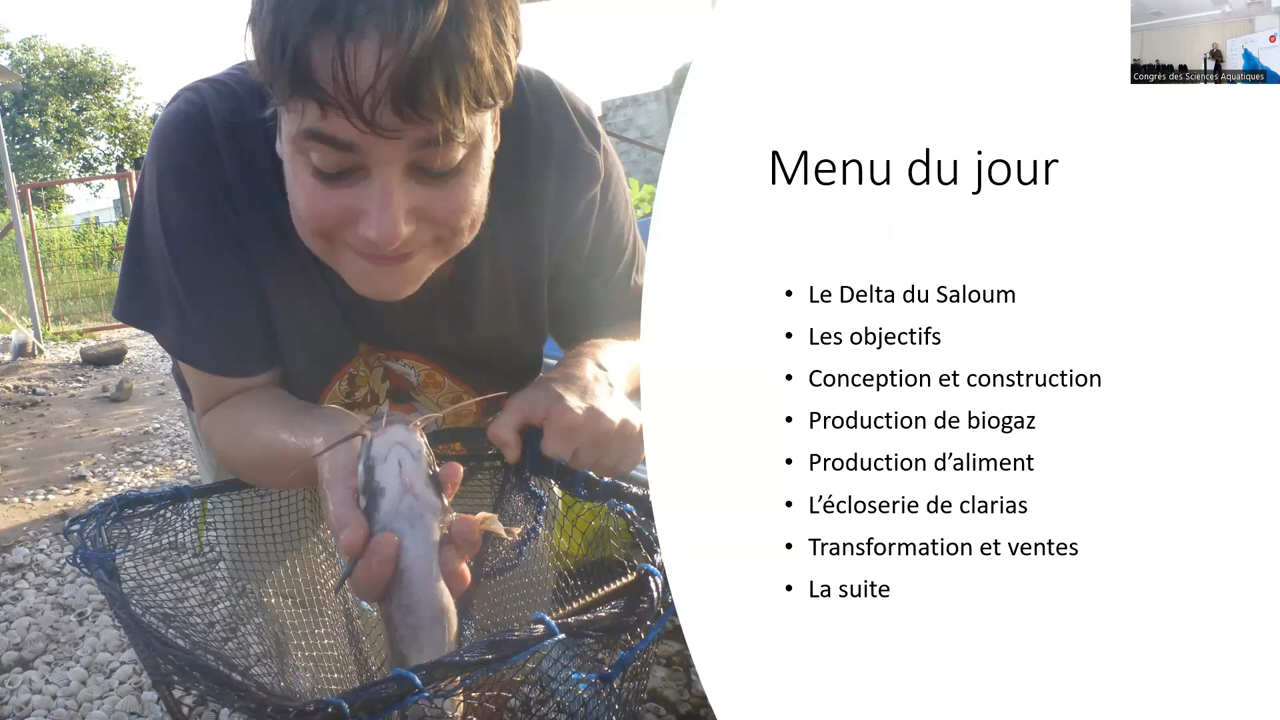 Congrès des Sciences Aquatiques
Menu du jour
• Le Delta du Saloum
• Les objectifs
• Conception et construction
• Production de biogaz
• Production d’aliment
• L’écloserie de clarias
• Transformation et ventes
• La suite